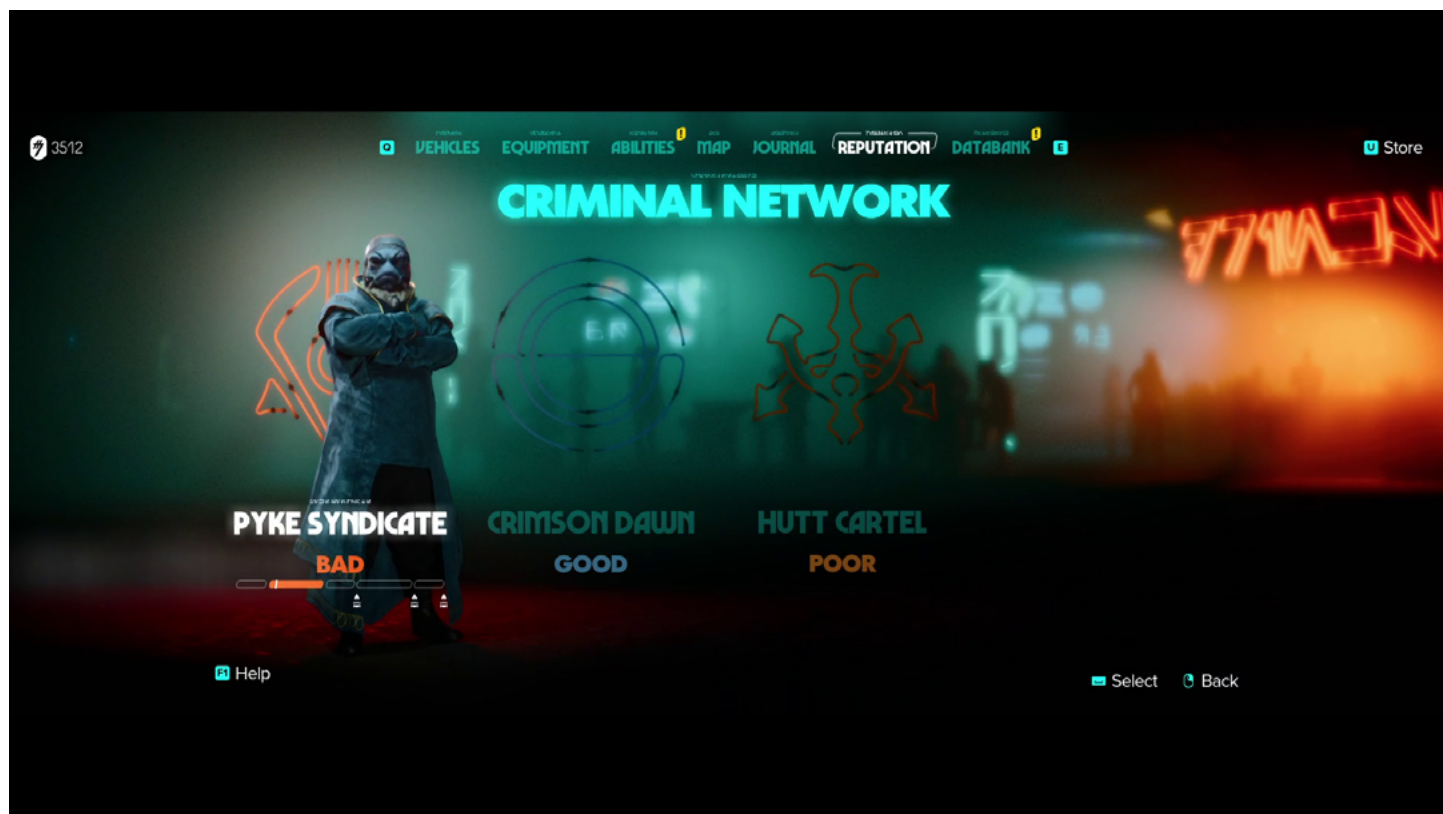 3512
Q VEHICLES EQUIPMENT ABILITIES MAP JOURNAL REPUTATION DATABANK E
U Store
CRIMINAL NETWORK
PYKE SYNDICATE CRIMSON DAWN HUTT CARTEL
BAD GOOD POOR
F1 Help
Select Back